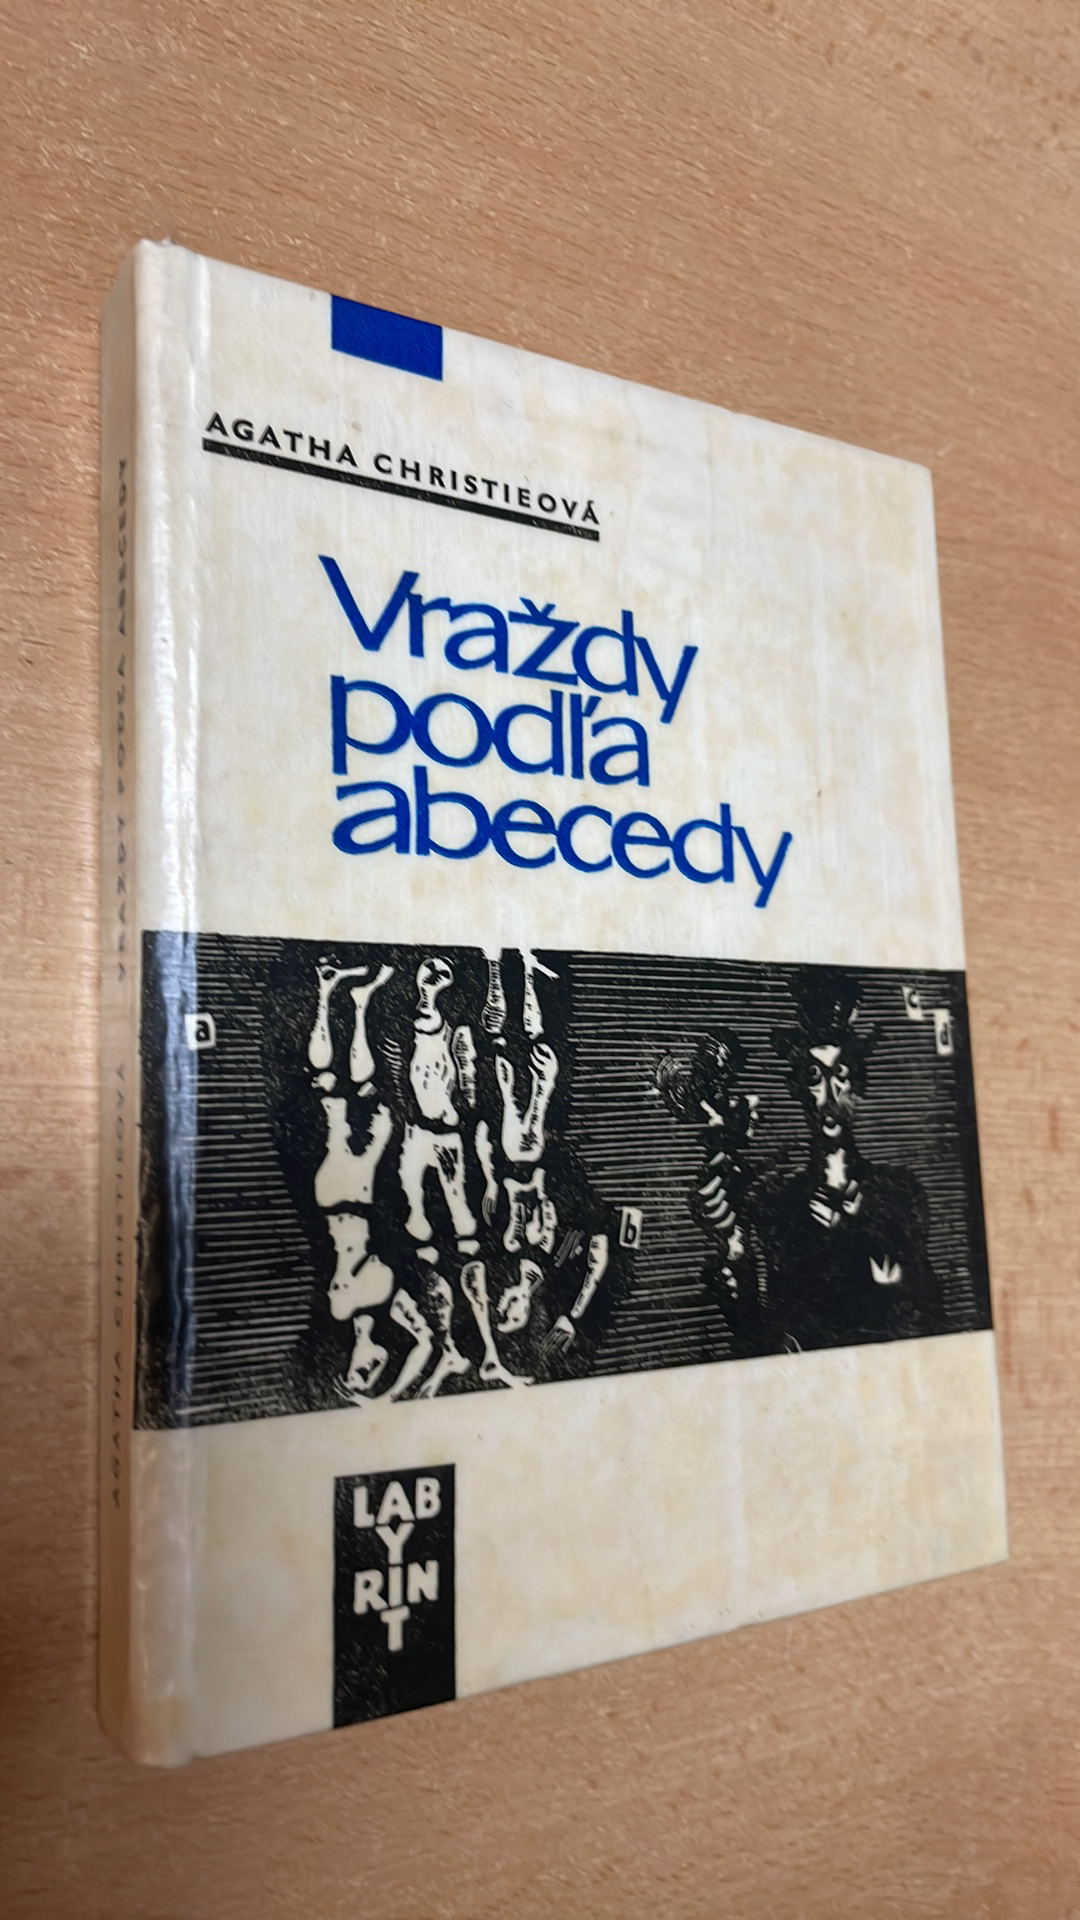 AGATHA CHRISTIEOVÁ
Vraždy
podľa
abecedy
a
b
c
d
LAB
Y
RIN
T
AGATHA CHRISTIEOVÁ VRAŽDY PODĽA ABECEDY